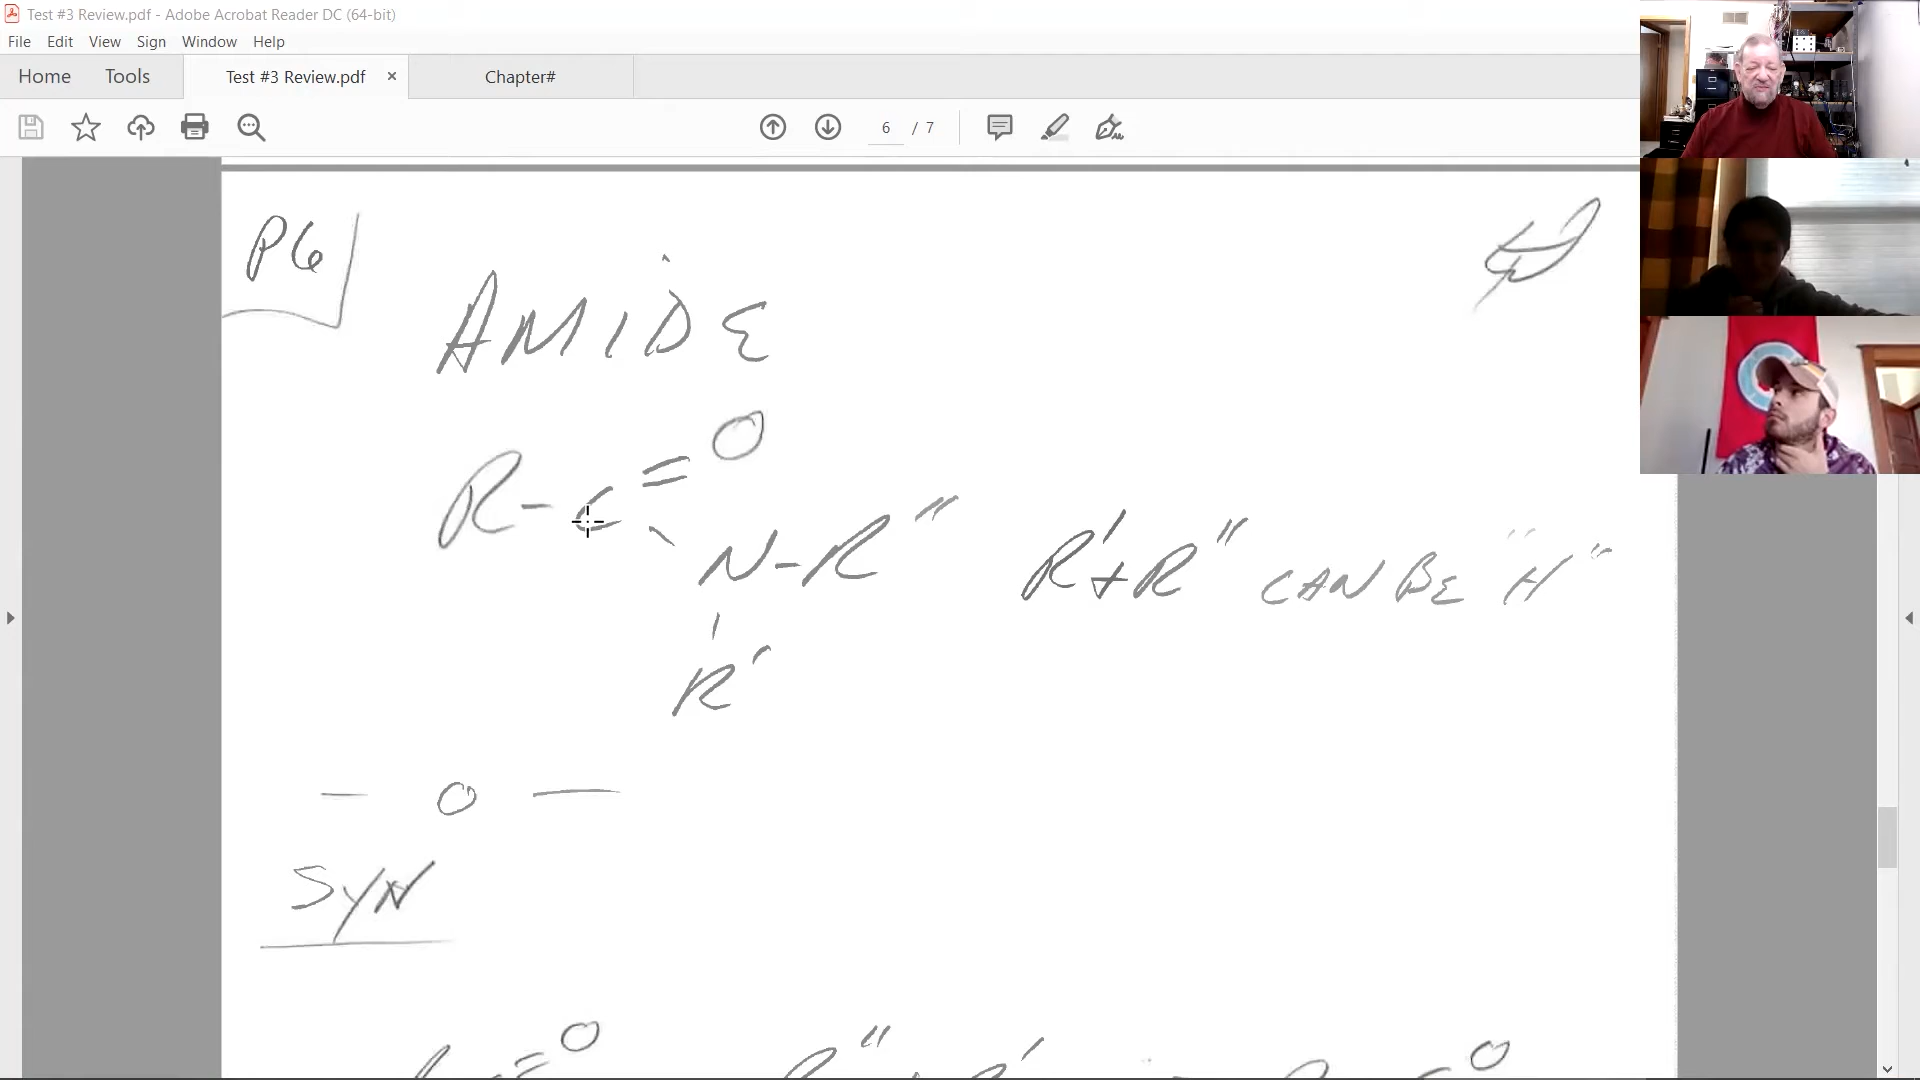 Test #3 Review.pdf - Adobe Acrobat Reader DC (64-bit)
File Edit View Sign Window Help
Home Tools Test #3 Review.pdf × Chapter#
6 / 7
P6
AMIDE
R-C=O
N-R" R'+R" CAN BE "H"
R'
- O -
SYN
=O R" O